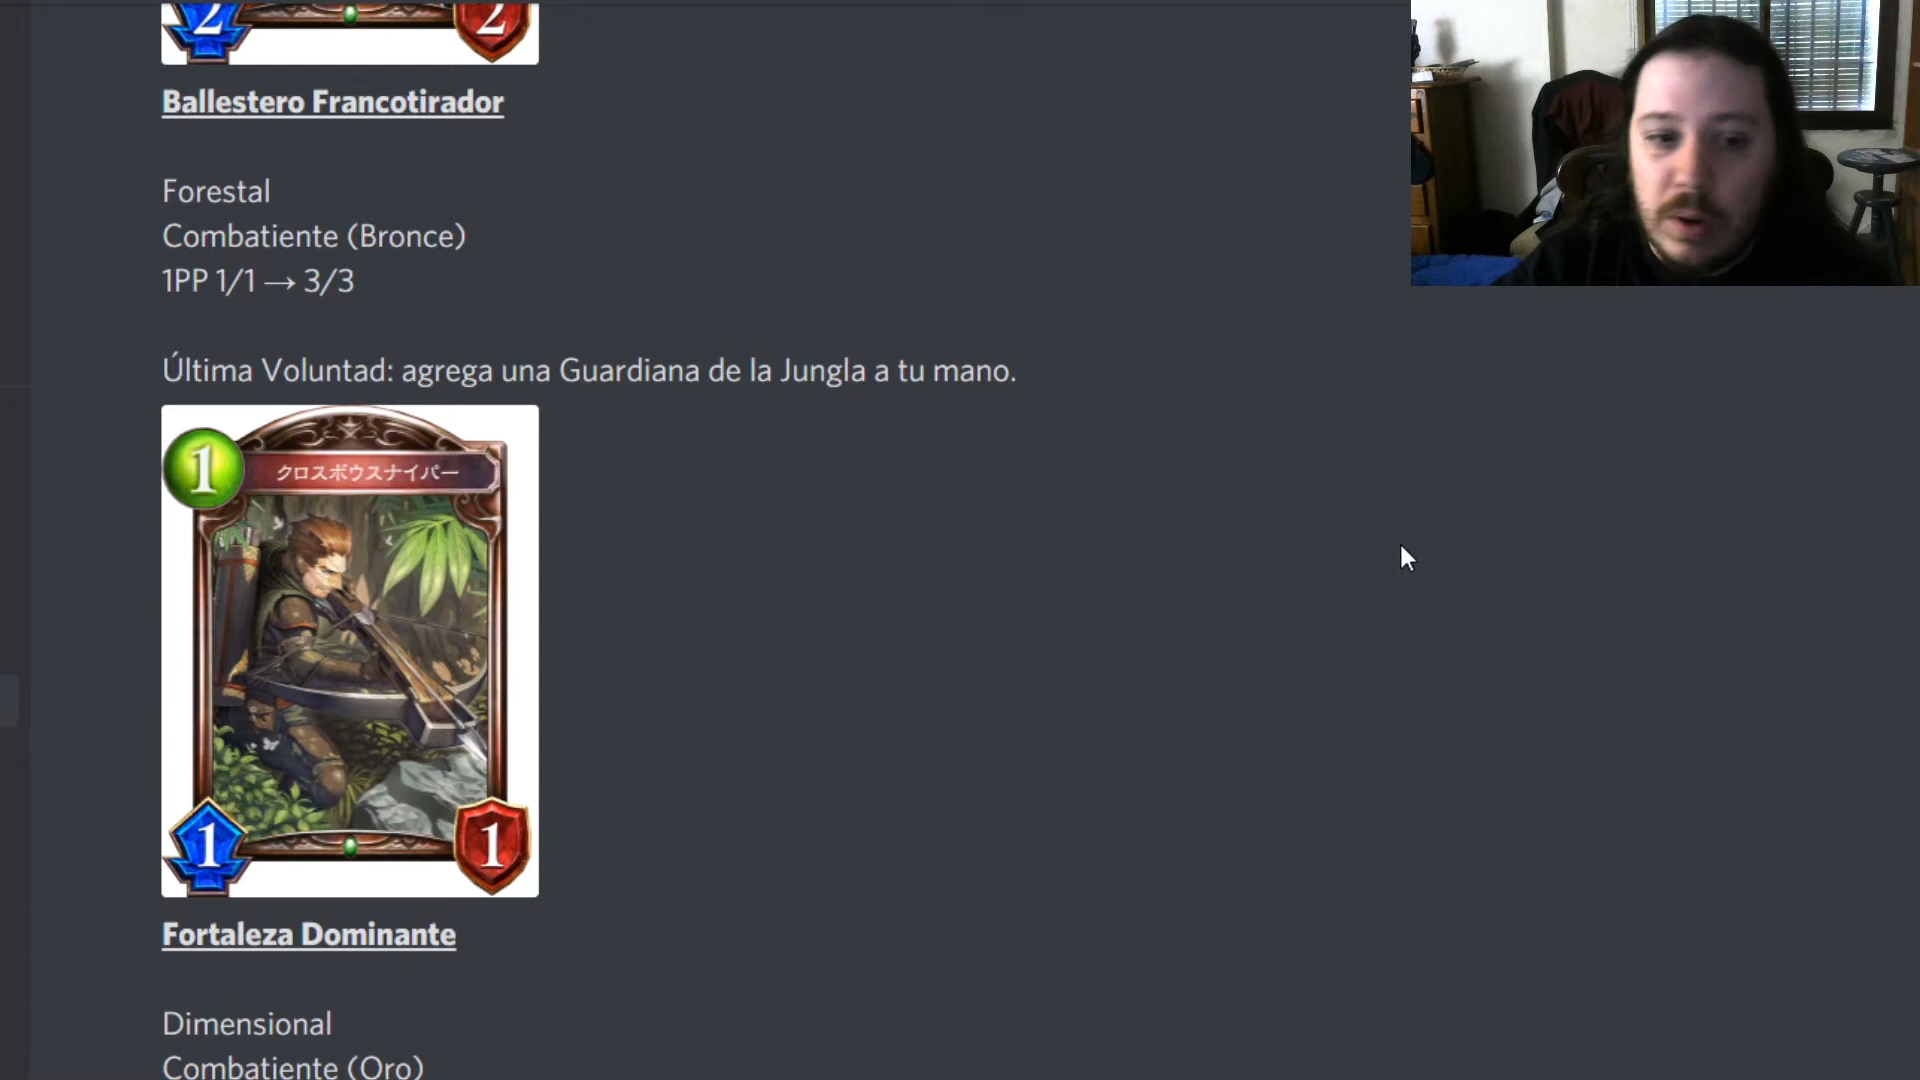 2
2
Ballestero Francotirador
Forestal
Combatiente (Bronce)
1PP 1/1 → 3/3
Última Voluntad: agrega una Guardiana de la Jungla a tu mano.
1
クロスボウスナイパー
1
1
Fortaleza Dominante
Dimensional
Combatiente (Oro)